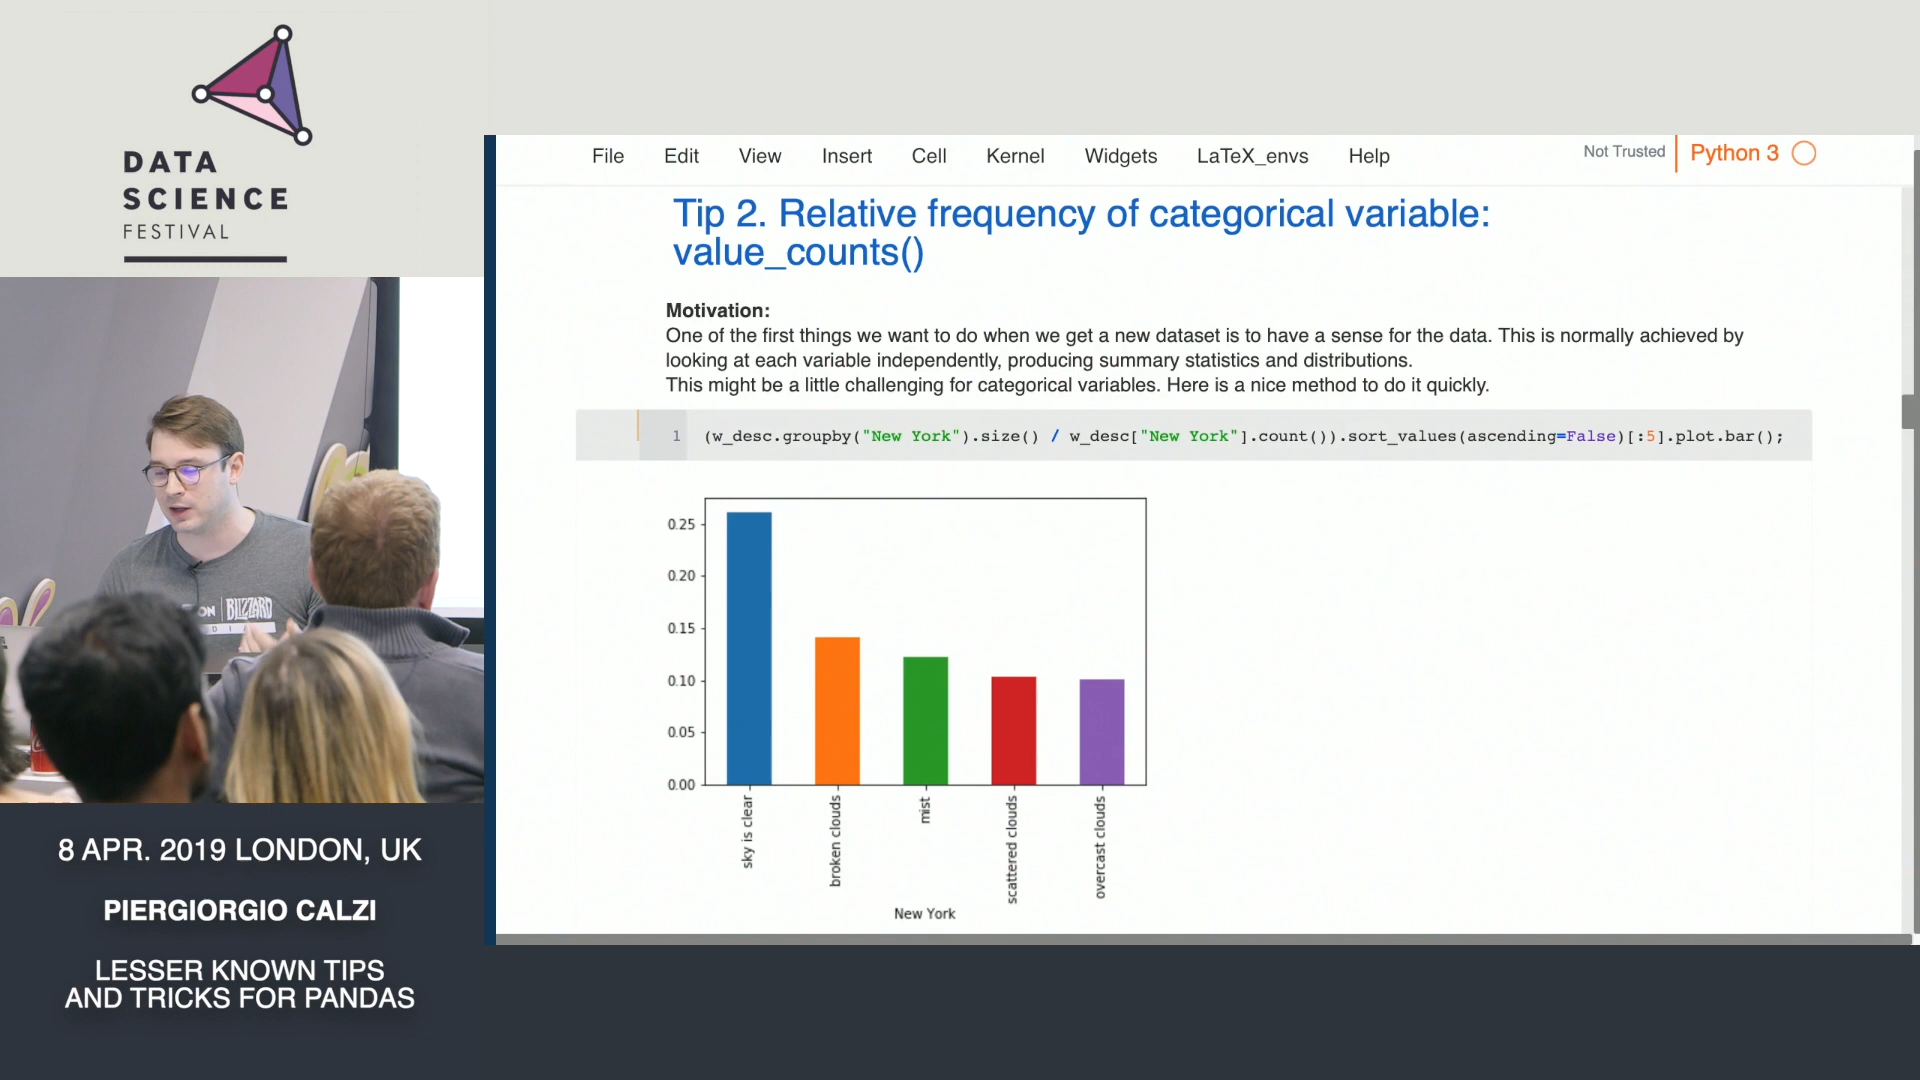 DATA
SCIENCE
FESTIVAL
File Edit View Insert Cell Kernel Widgets LaTeX_envs Help Not Trusted Python 3
Tip 2. Relative frequency of categorical variable:
value_counts()
Motivation:
One of the first things we want to do when we get a new dataset is to have a sense for the data. This is normally achieved by
looking at each variable independently, producing summary statistics and distributions.
This might be a little challenging for categorical variables. Here is a nice method to do it quickly.
1 (w_desc.groupby("New York").size() / w_desc["New York"].count()).sort_values(ascending=False)[:5].plot.bar();
0.25
0.20
0.15
0.10
0.05
0.00
sky is clear
broken clouds
mist
scattered clouds
overcast clouds
New York
BLIZZARD
8 APR. 2019 LONDON, UK
PIERGIORGIO CALZI
LESSER KNOWN TIPS
AND TRICKS FOR PANDAS